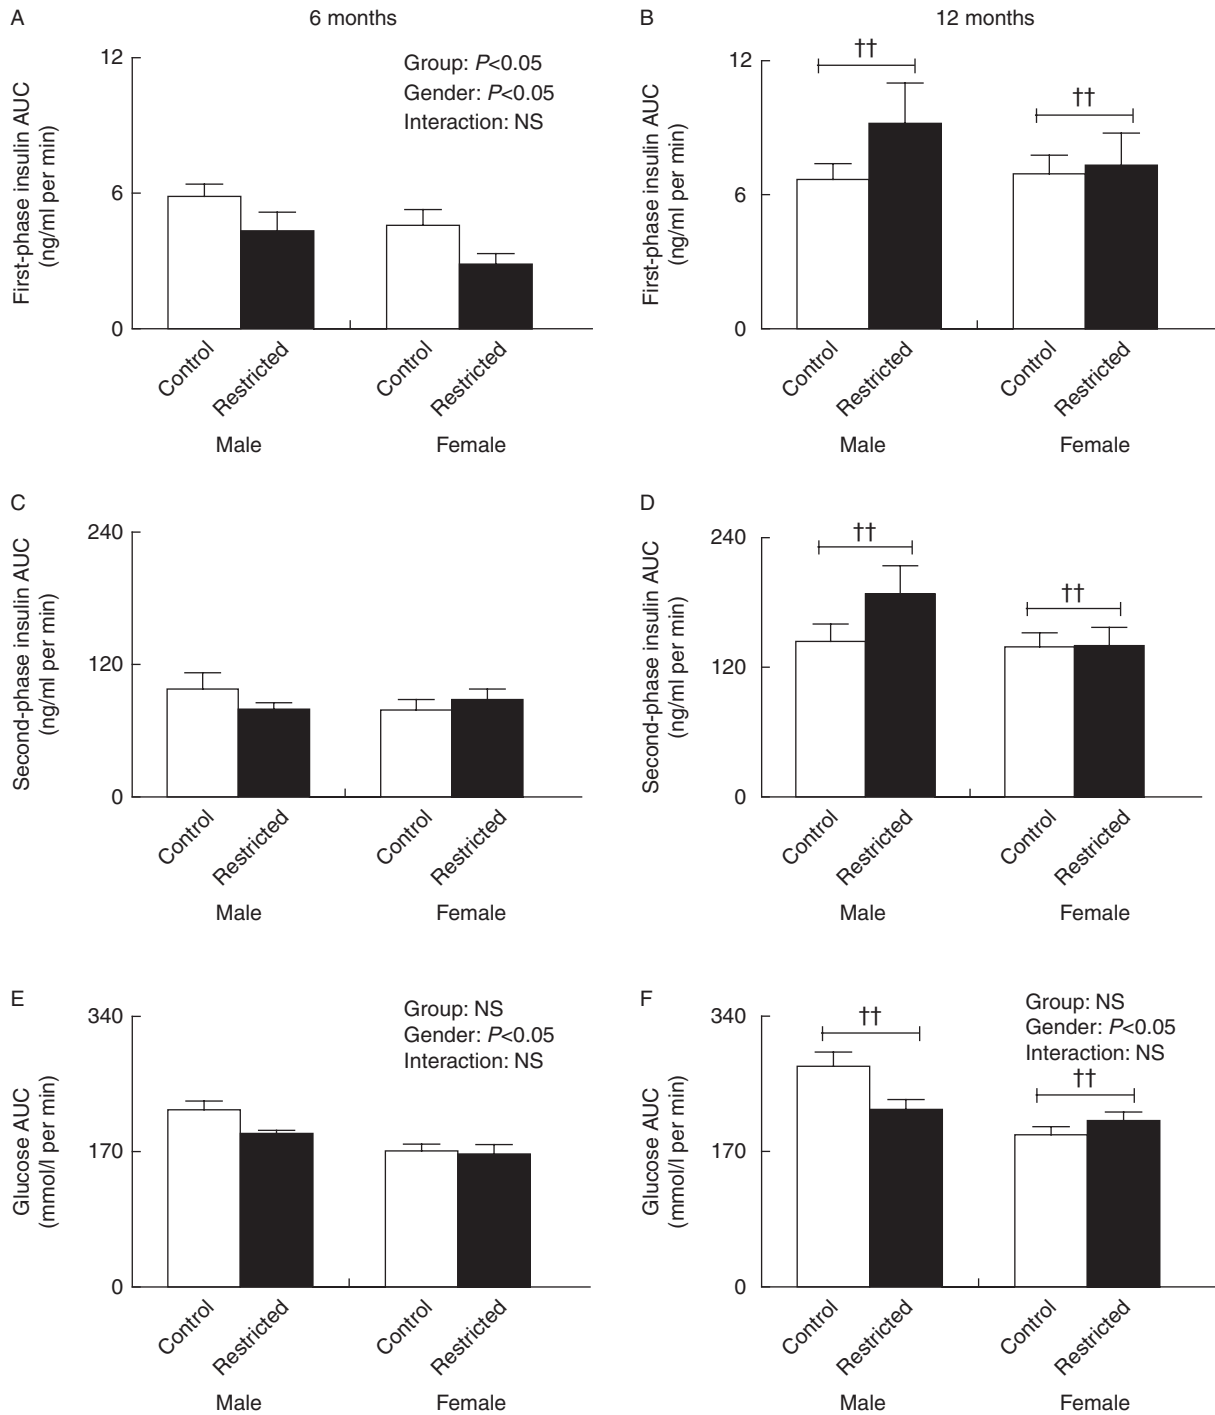 A
6 months
First-phase insulin AUC
(ng/ml per min)
12
6
0
Group: P<0.05
Gender: P<0.05
Interaction: NS
Control
Restricted
Control
Restricted
Male
Female
B
12 months
First-phase insulin AUC
(ng/ml per min)
12
6
0
††
††
Control
Restricted
Control
Restricted
Male
Female
C
Second-phase insulin AUC
(ng/ml per min)
240
120
0
Control
Restricted
Control
Restricted
Male
Female
D
Second-phase insulin AUC
(ng/ml per min)
240
120
0
††
††
Control
Restricted
Control
Restricted
Male
Female
E
Glucose AUC
(mmol/l per min)
340
170
0
Group: NS
Gender: P<0.05
Interaction: NS
Control
Restricted
Control
Restricted
Male
Female
F
Glucose AUC
(mmol/l per min)
340
170
0
††
Group: NS
Gender: P<0.05
Interaction: NS
††
Control
Restricted
Control
Restricted
Male
Female